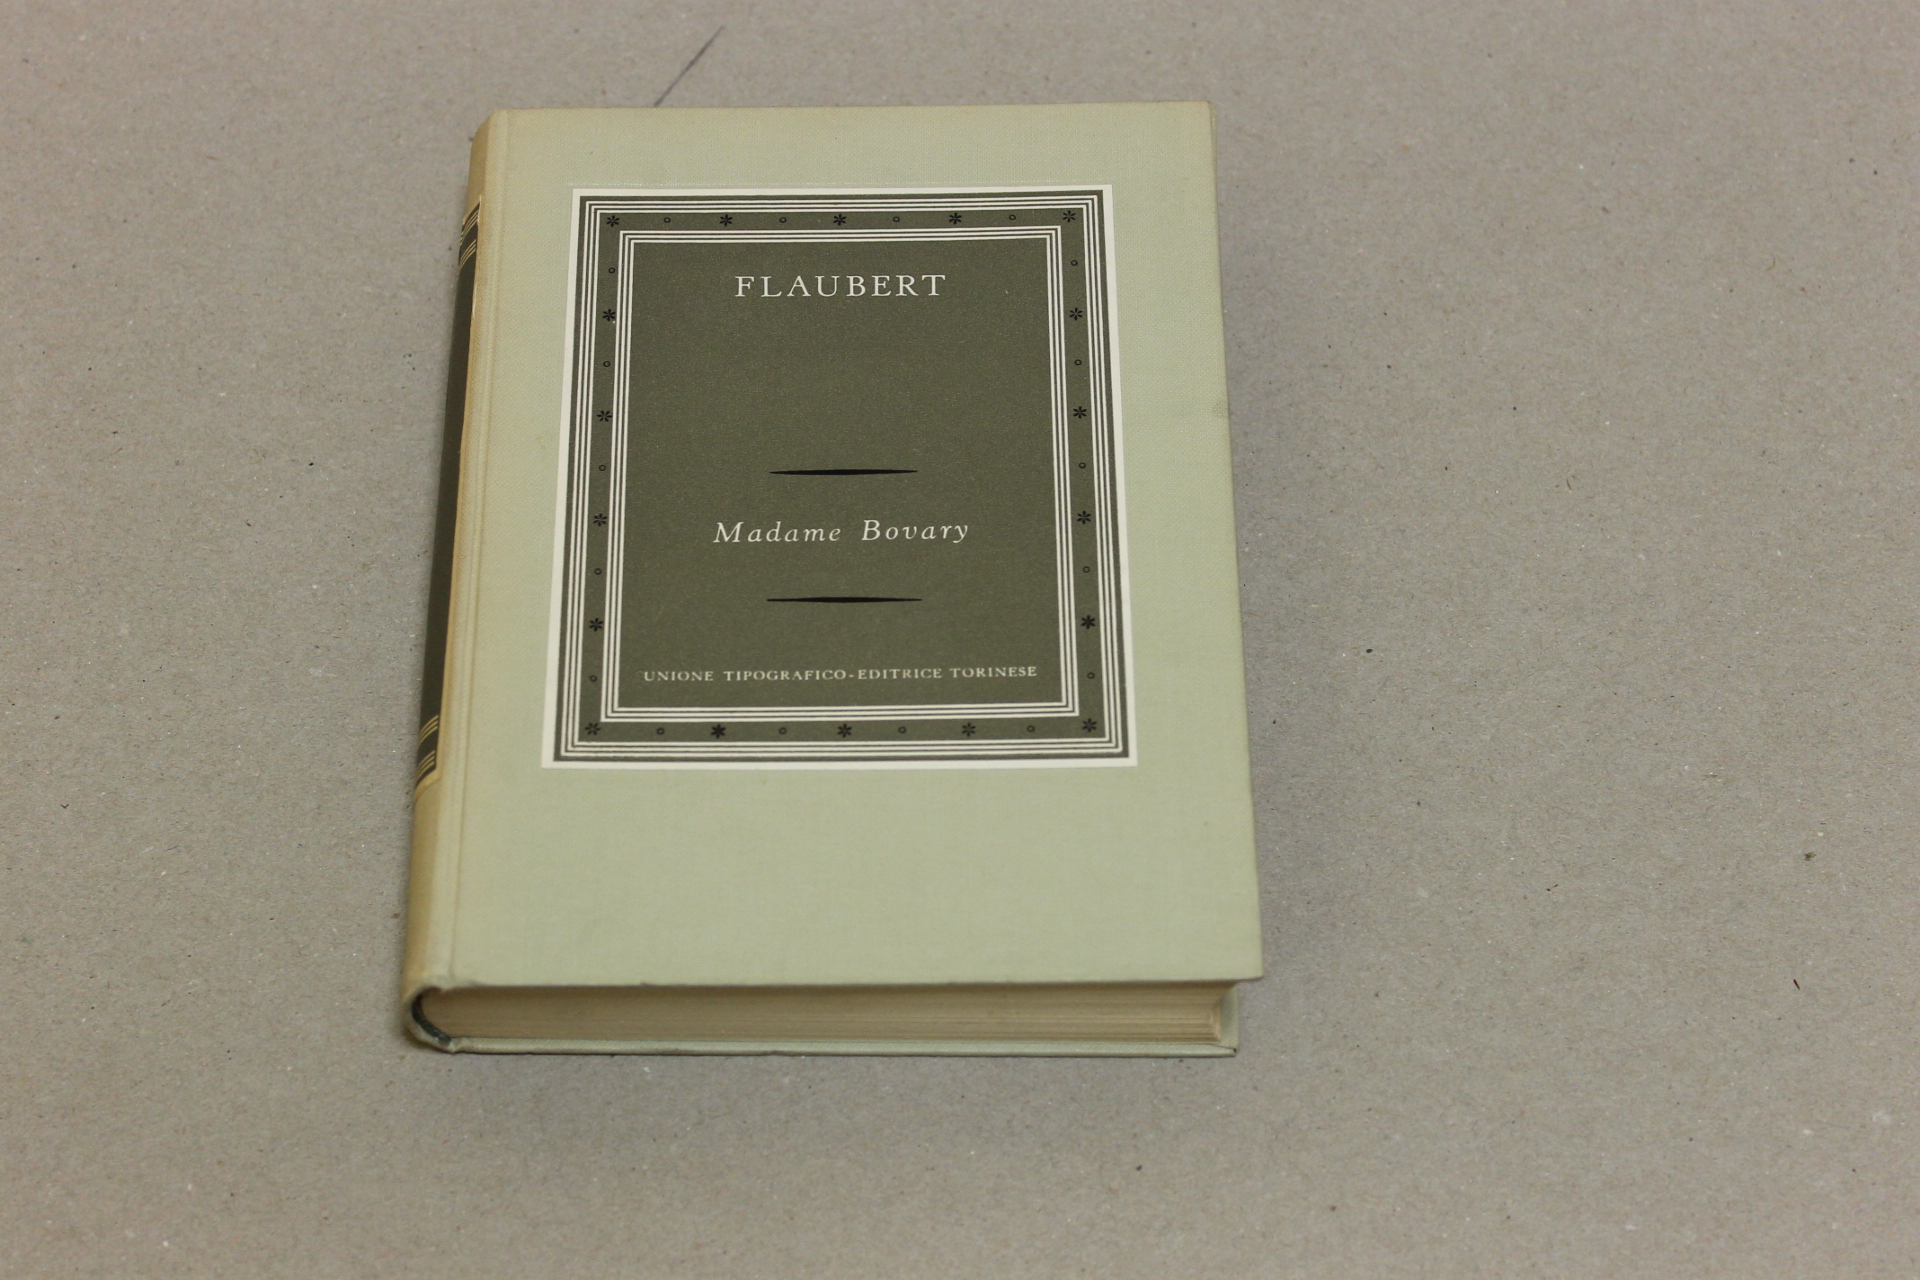 FLAUBERT
Madame Bovary
UNIONE TIPOGRAFICO-EDITRICE TORINESE